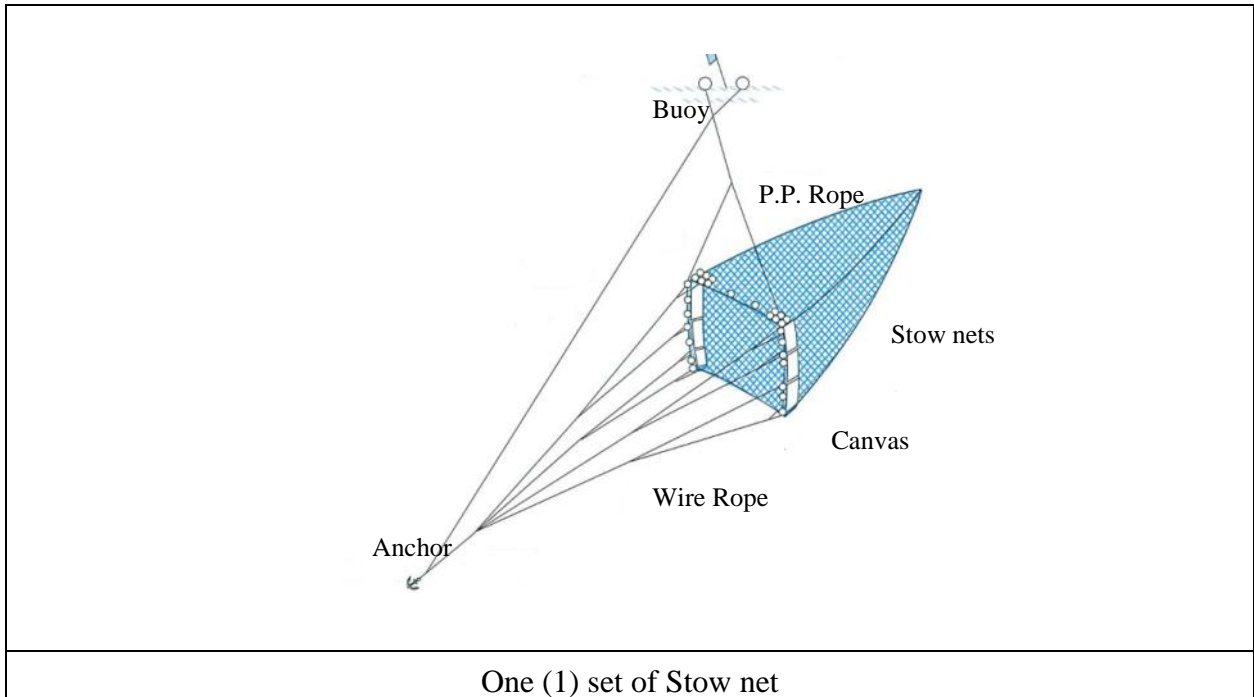 Buoy
P.P. Rope
Stow nets
Canvas
Wire Rope
Anchor
One (1) set of Stow net